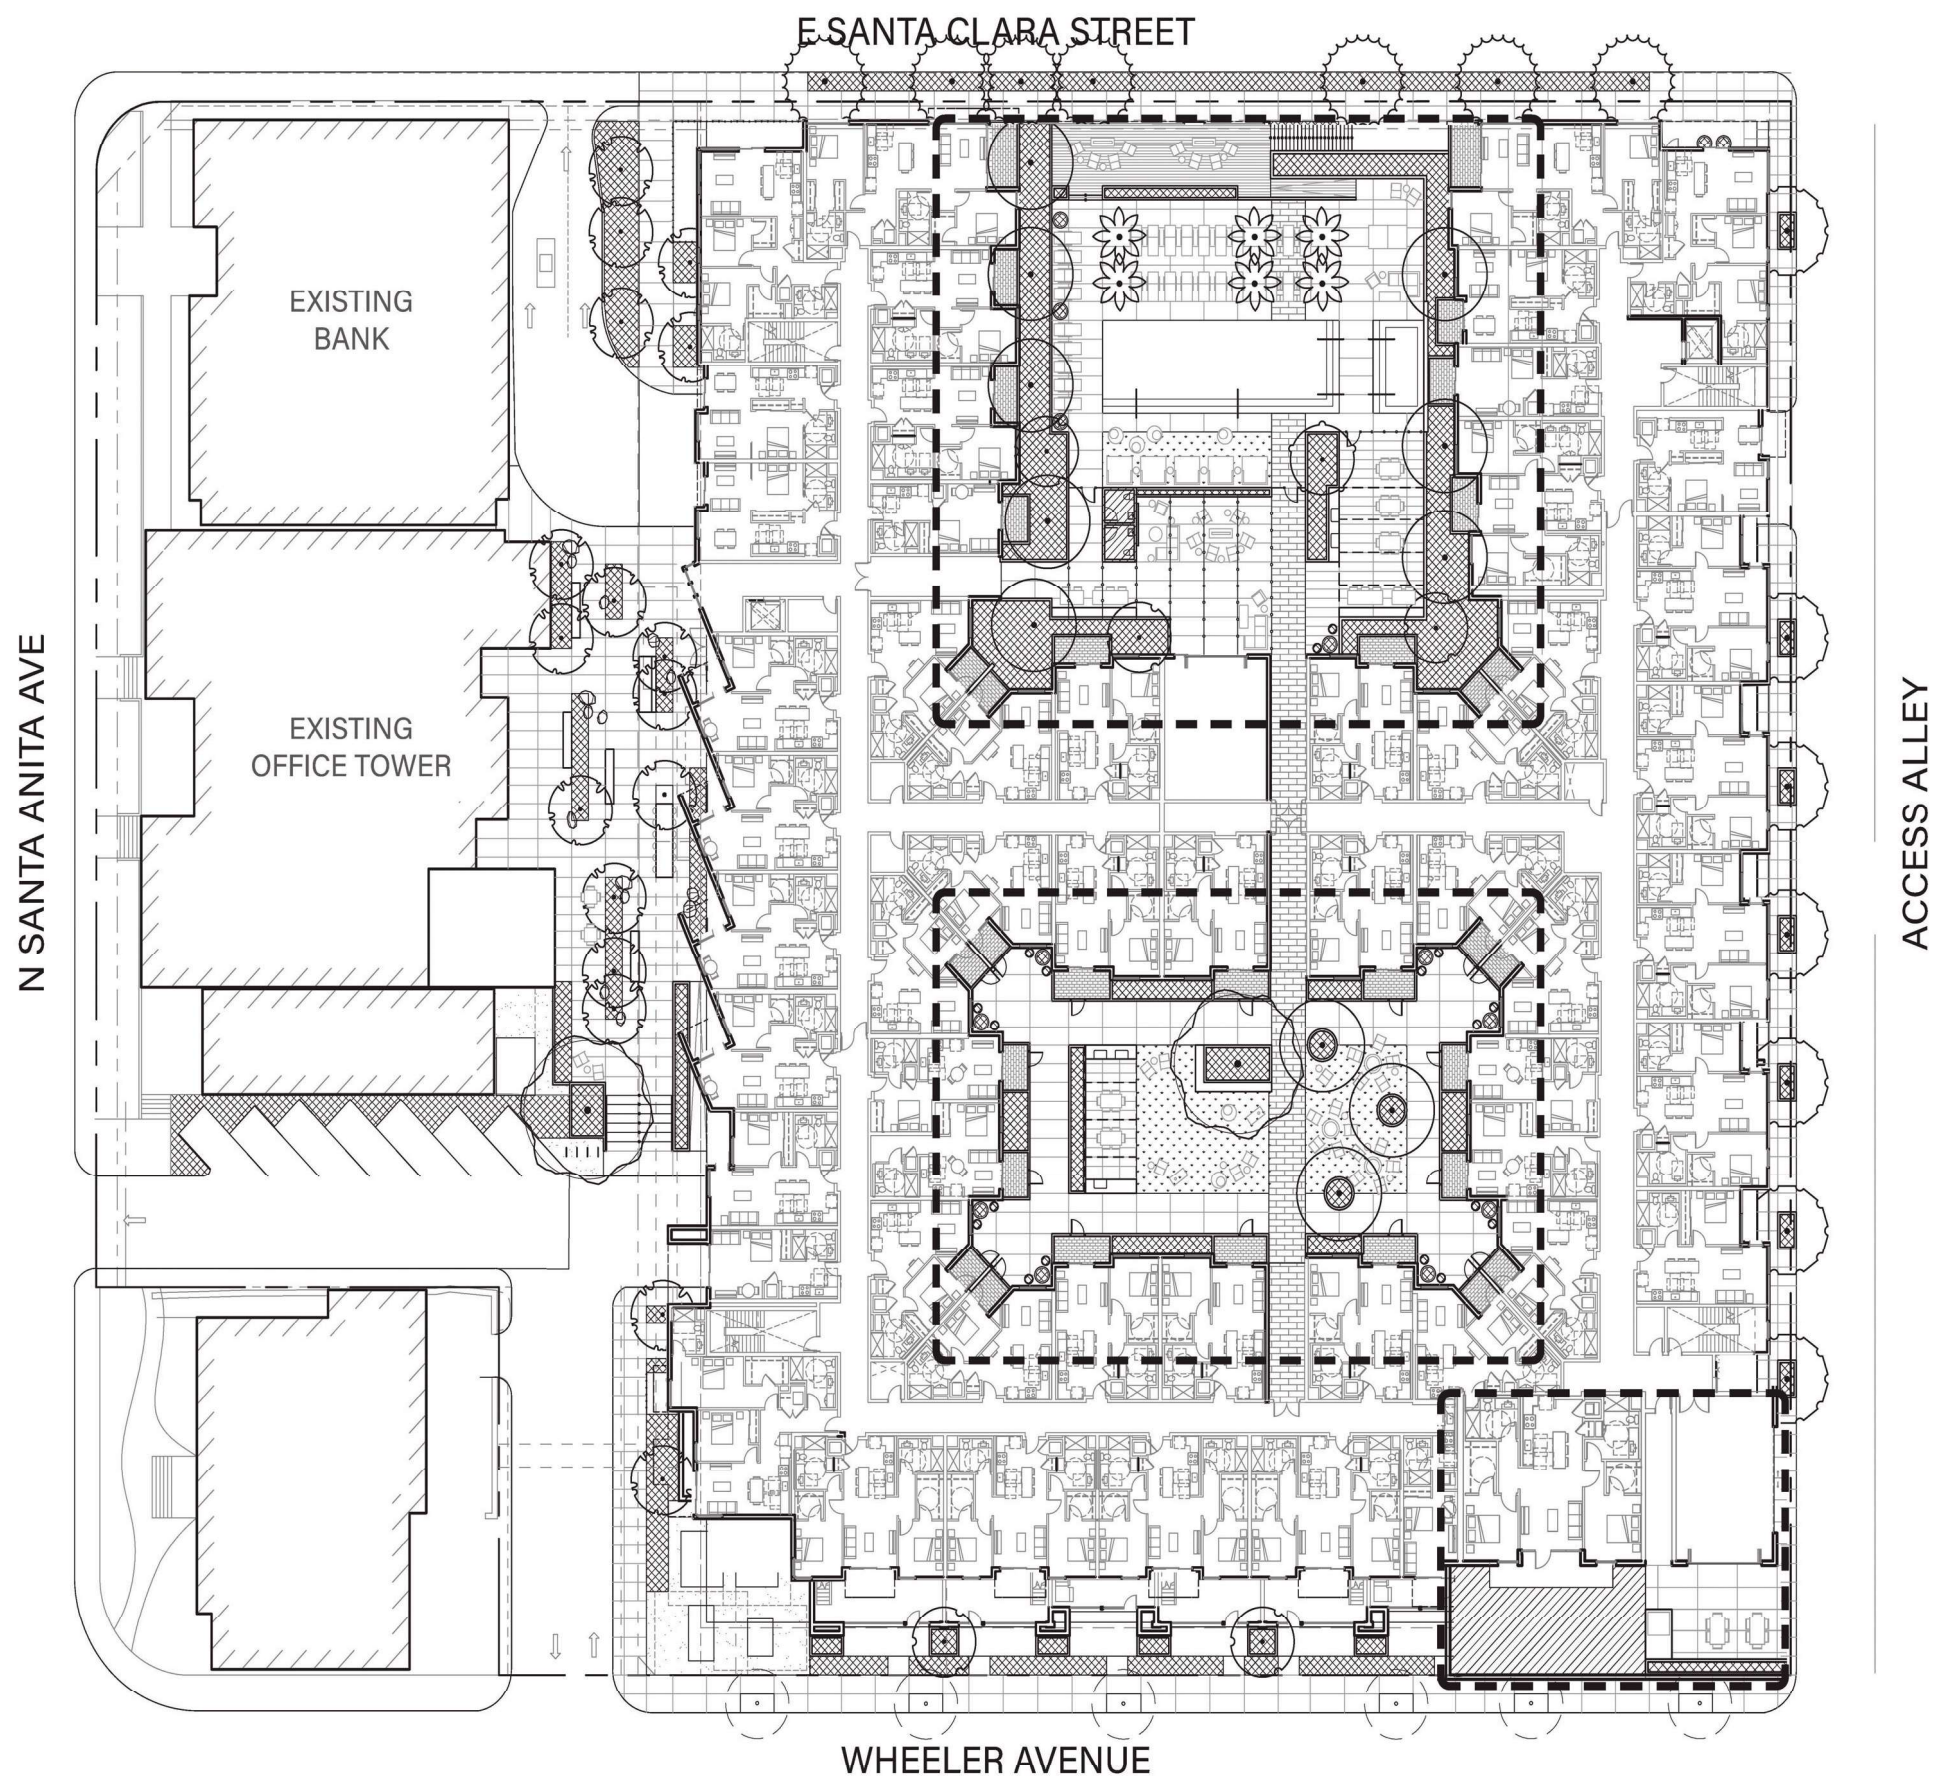 E SANTA CLARA STREET
EXISTING
BANK
N SANTA ANITA AVE
EXISTING
OFFICE TOWER
ACCESS ALLEY
WHEELER AVENUE